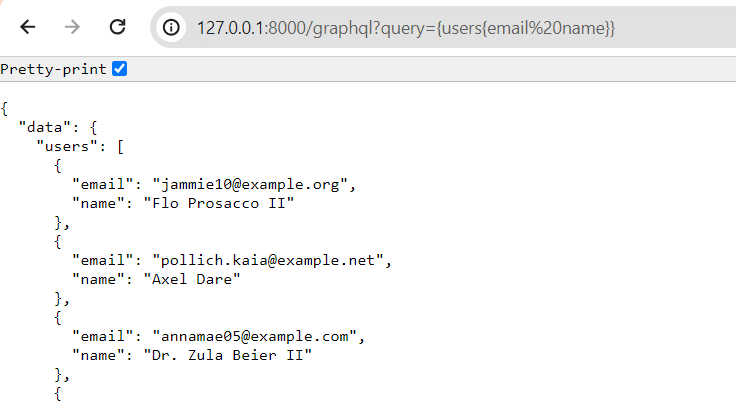 127.0.0.1:8000/graphql?query={users{email%20name}}
Pretty-print
{
  "data": {
    "users": [
      {
        "email": "jammie10@example.org",
        "name": "Flo Prosacco II"
      },
      {
        "email": "pollich.kaia@example.net",
        "name": "Axel Dare"
      },
      {
        "email": "annamae05@example.com",
        "name": "Dr. Zula Beier II"
      },
      {